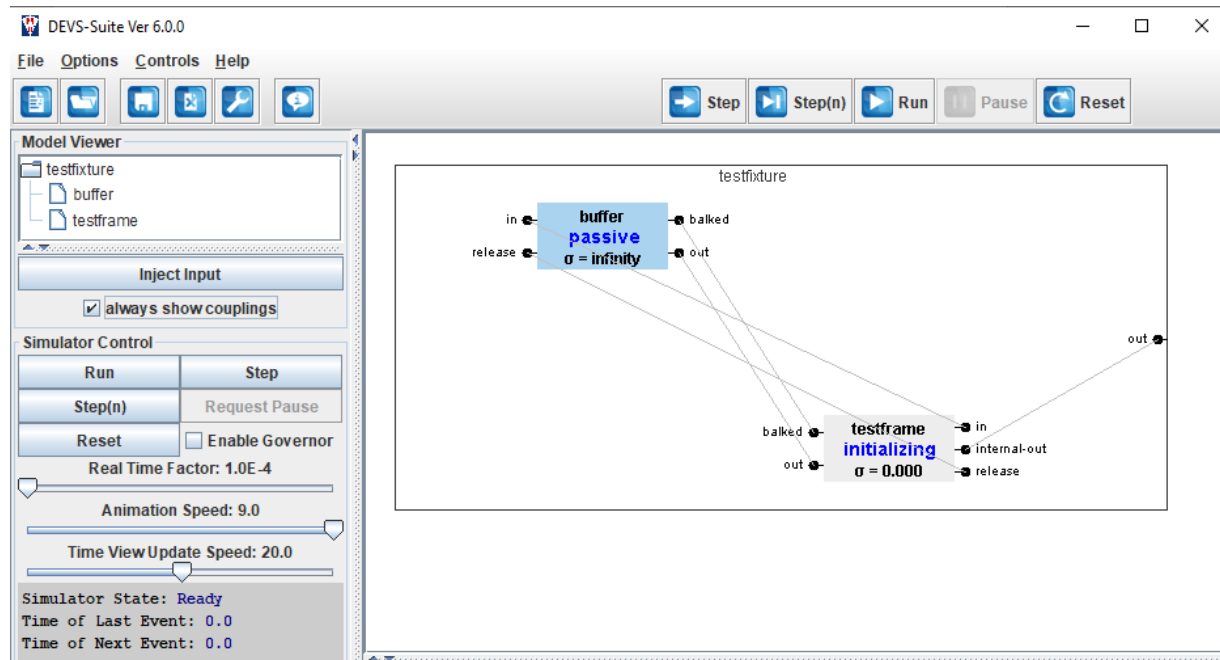 DEVS-Suite Ver 6.0.0
File Options Controls Help
Step Step(n) Run Pause Reset
Model Viewer
testfixture
buffer
testframe
Inject Input
always show couplings
Simulator Control
Run Step
Step(n) Request Pause
Reset Enable Governor
Real Time Factor: 1.0E-4
Animation Speed: 9.0
Time View Update Speed: 20.0
Simulator State: Ready
Time of Last Event: 0.0
Time of Next Event: 0.0
testfixture
in buffer balked
passive
release σ = infinity out
out
balked testframe in
initializing internal-out
out σ = 0.000 release